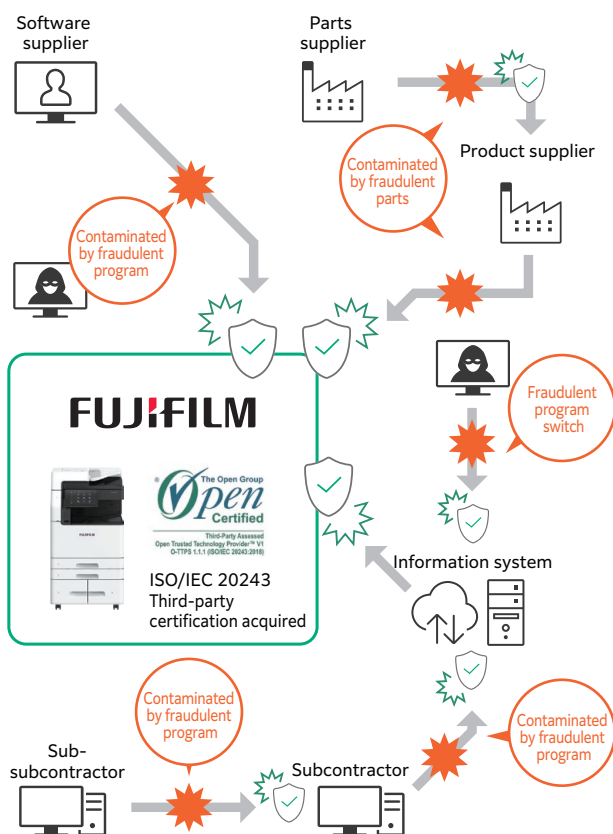 Software
supplier
Parts
supplier
Product supplier
Contaminated
by fraudulent
parts
Contaminated
by fraudulent
program
Fraudulent
program
switch
FUJIFILM
FUJIFILM
The Open Group
Open
Certified
Third-Party Assessed
Open Trusted Technology Provider™ V1
O-TTPS 1.1.1 (ISO/IEC 20243:2018)
ISO/IEC 20243
Third-party
certification acquired
Information system
Contaminated
by fraudulent
program
Contaminated
by fraudulent
program
Sub-
subcontractor
Subcontractor